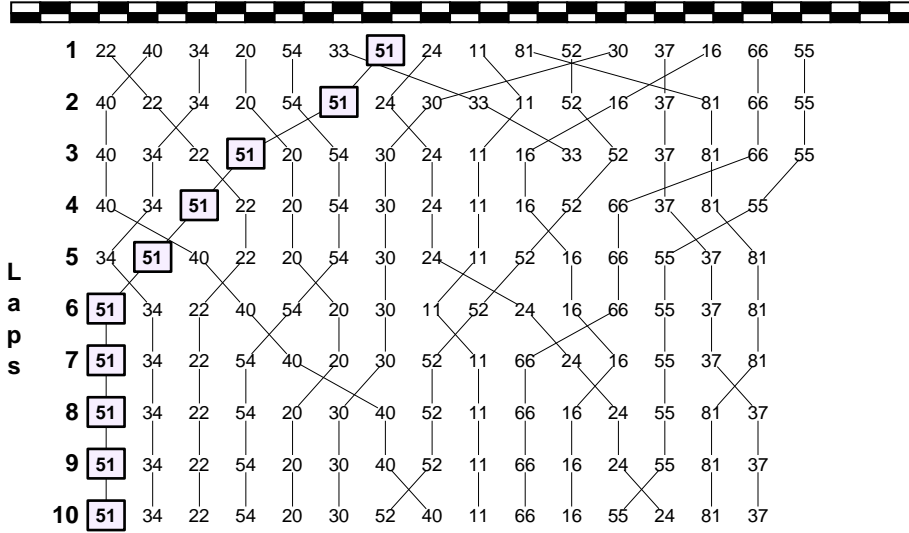 1 22 40 34 20 54 33 51 24 11 81 52 30 37 16 66 55
2 40 22 34 20 54 51 24 30 33 11 52 16 37 81 66 55
3 40 34 22 51 20 54 30 24 11 16 33 52 37 81 66 55
4 40 34 51 22 20 54 30 24 11 16 52 66 37 81 55
5 34 51 40 22 20 54 30 24 11 52 16 66 55 37 81
6 51 34 22 40 54 20 30 11 52 24 16 66 55 37 81
7 51 34 22 54 40 20 30 52 11 66 24 16 55 37 81
8 51 34 22 54 20 30 40 52 11 66 16 24 55 81 37
9 51 34 22 54 20 30 40 52 11 66 16 24 55 81 37
10 51 34 22 54 20 30 52 40 11 66 16 55 24 81 37
Laps